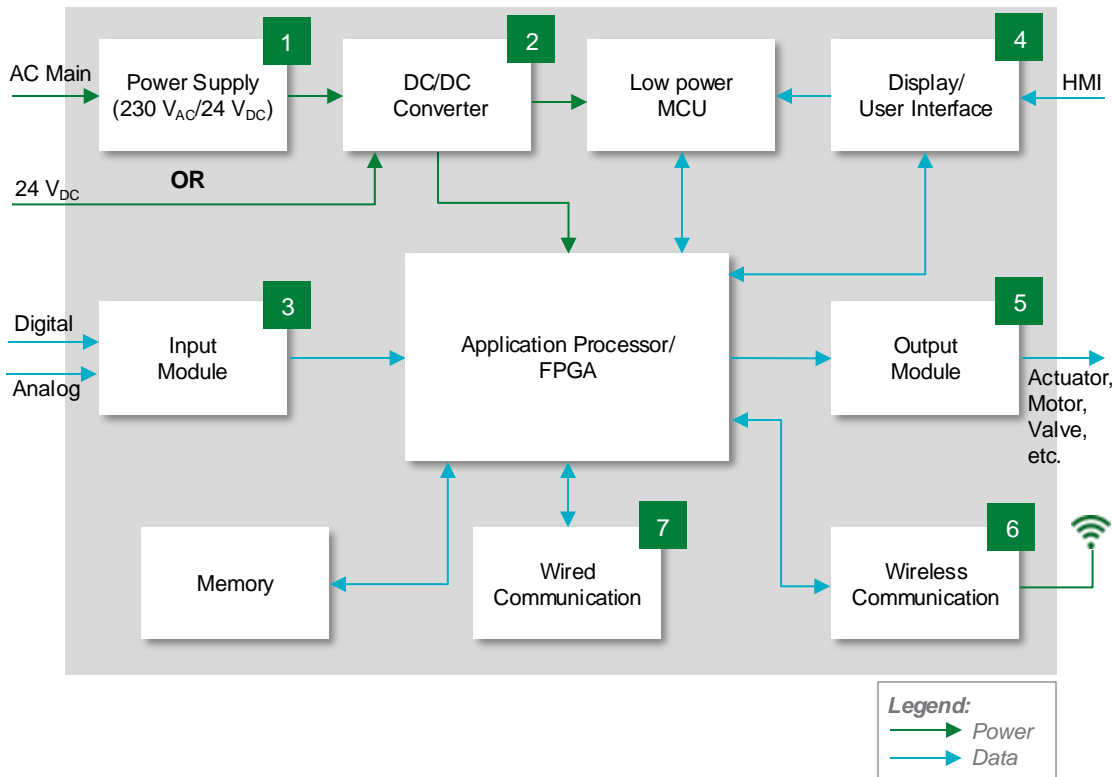 1
2
4
AC Main
Power Supply
(230 VAC/24 VDC)
DC/DC
Converter
Low power
MCU
Display/
User Interface
HMI
OR
24 VDC
3
5
Digital
Analog
Input
Module
Application Processor/
FPGA
Output
Module
Actuator,
Motor,
Valve,
etc.
7
6
Memory
Wired
Communication
Wireless
Communication
Legend:
Power
Data